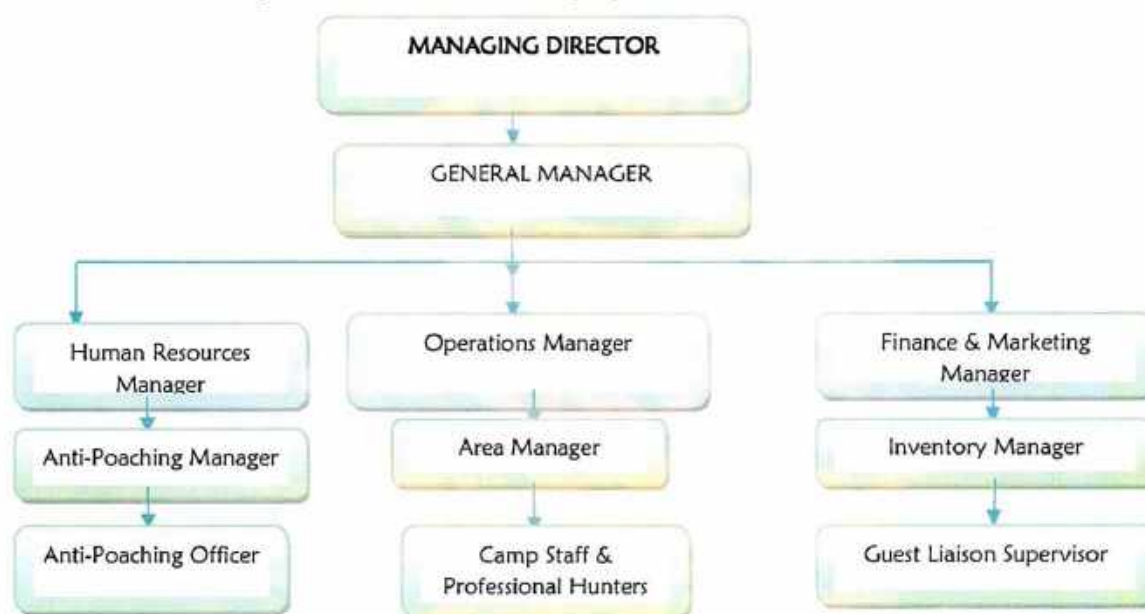 MANAGING DIRECTOR
GENERAL MANAGER
Human Resources
Manager
Operations Manager
Finance & Marketing
Manager
Anti-Poaching Manager
Area Manager
Inventory Manager
Anti-Poaching Officer
Camp Staff &
Professional Hunters
Guest Liaison Supervisor